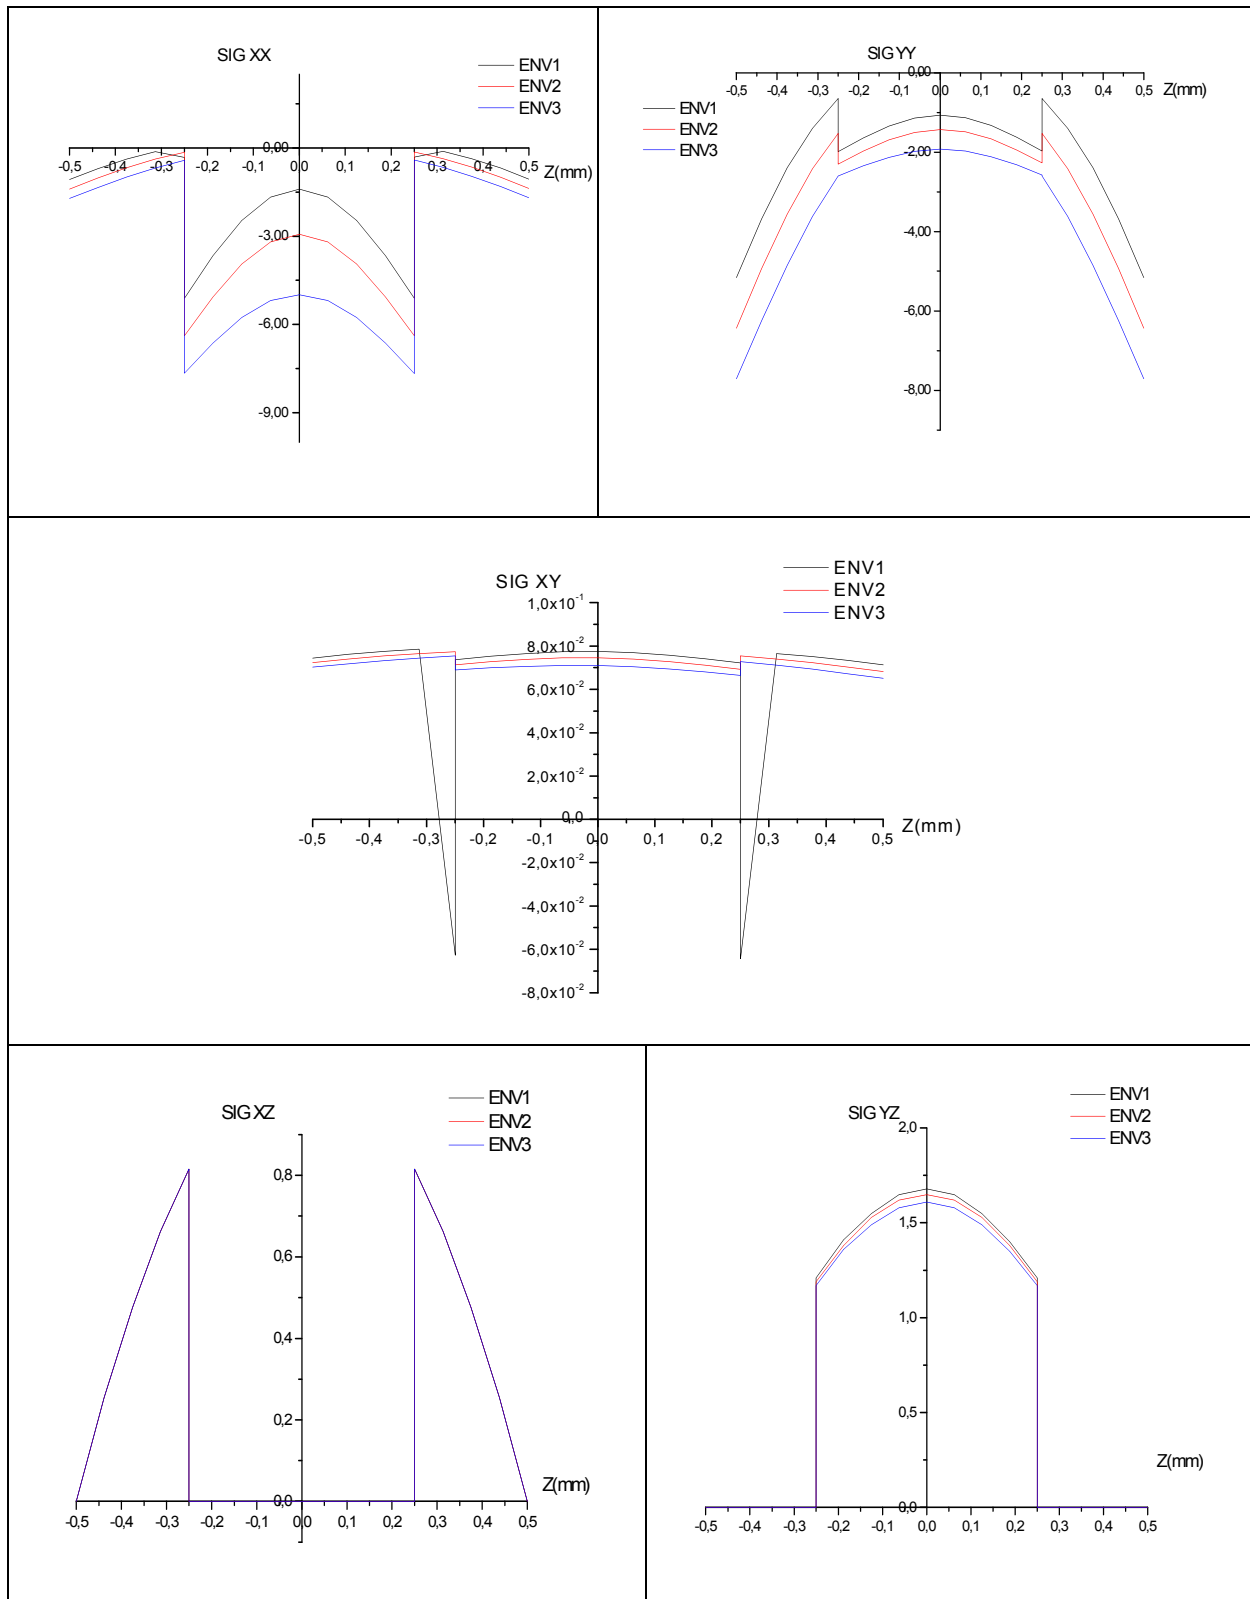 SIG XX
ENV1
ENV2
ENV3
0,00
-0,5 -0,4 -0,3 -0,2 -0,1 0,0 0,1 0,2 0,3 0,4 0,5
Z(mm)
-3,00
-6,00
-9,00
SIG YY
0,00
-0,5 -0,4 -0,3 -0,2 -0,1 0,0 0,1 0,2 0,3 0,4 0,5
Z(mm)
ENV1
ENV2
ENV3
-2,00
-4,00
-6,00
-8,00
SIG XY
ENV1
ENV2
ENV3
1,0x10-1
8,0x10-2
6,0x10-2
4,0x10-2
2,0x10-2
0,0
-0,5 -0,4 -0,3 -0,2 -0,1 0,0 0,1 0,2 0,3 0,4 0,5
Z(mm)
-2,0x10-2
-4,0x10-2
-6,0x10-2
-8,0x10-2
SIG XZ
ENV1
ENV2
ENV3
0,8
0,6
0,4
0,2
0,0
Z(mm)
-0,5 -0,4 -0,3 -0,2 -0,1 0,0 0,1 0,2 0,3 0,4 0,5
SIG YZ
ENV1
ENV2
ENV3
2,0
1,5
1,0
0,5
0,0
Z(mm)
-0,5 -0,4 -0,3 -0,2 -0,1 0,0 0,1 0,2 0,3 0,4 0,5